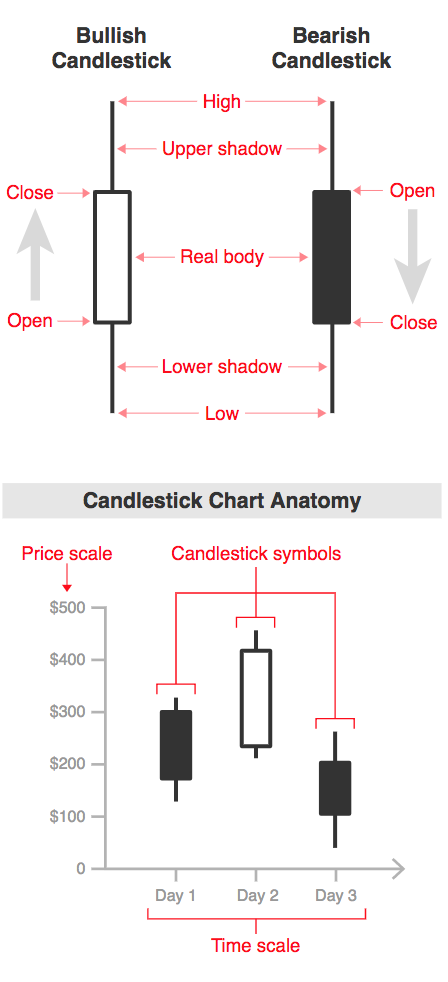 Bullish
Candlestick
Bearish
Candlestick
High
Upper shadow
Close
Open
Real body
Open
Close
Lower shadow
Low
Candlestick Chart Anatomy
Price scale
Candlestick symbols
$500
$400
$300
$200
$100
0
Day 1
Day 2
Day 3
Time scale